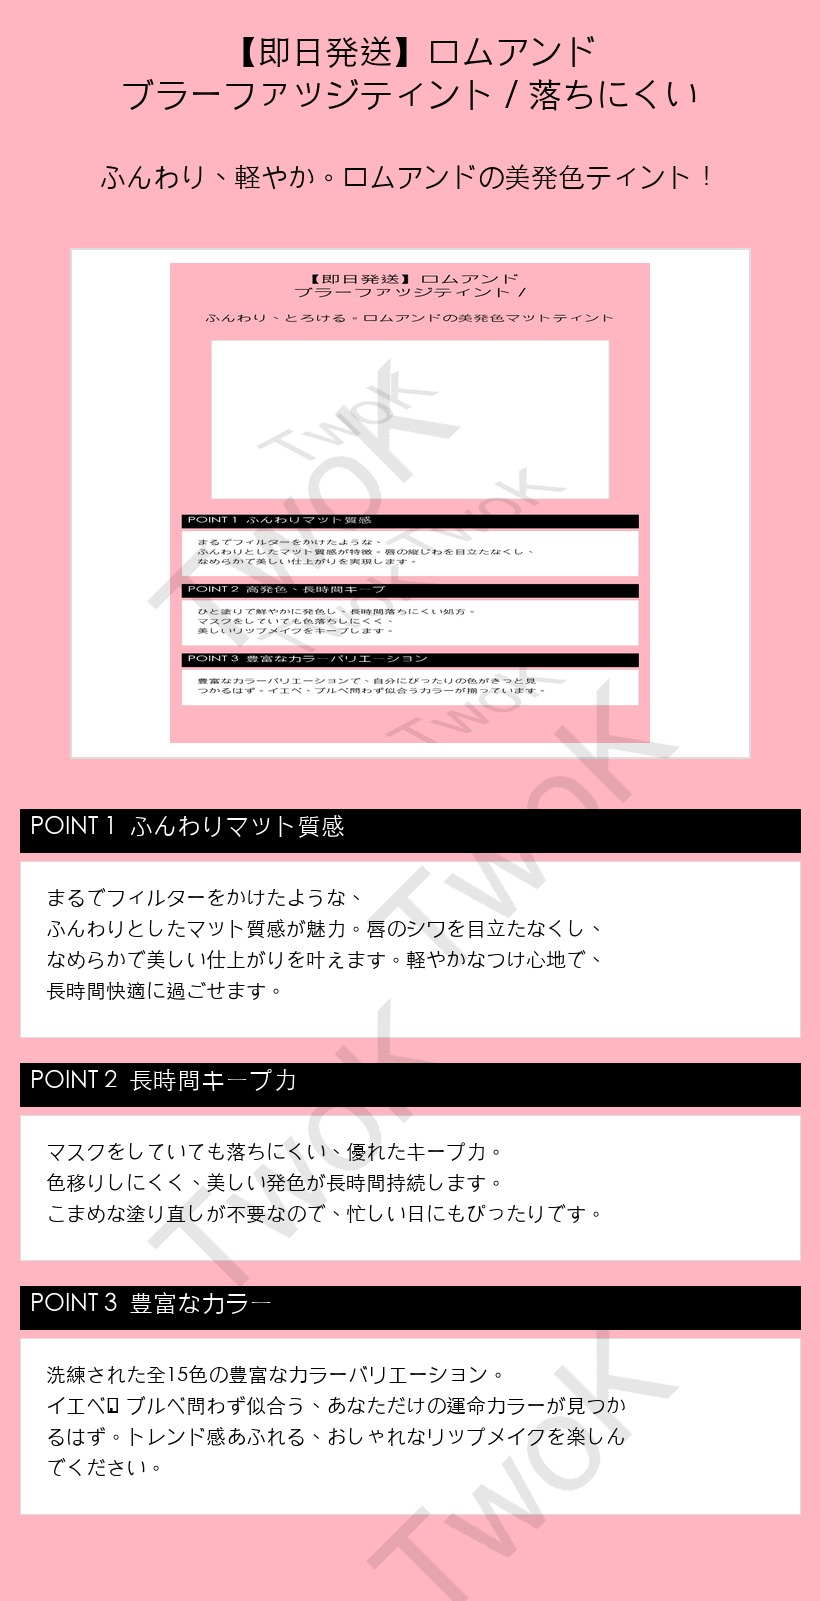 【即日発送】ロムアンド
ブラーファッジティント / 落ちにくい
ふんわり、軽やか。ロムアンドの美発色ティント！
【即日発送】ロムアンド
ブラーファッジティント /
ふんわり、とろける。ロムアンドの美発色マットティント
POINT 1 ふんわりマット質感
まるでフィルターをかけたような、
ふんわりとしたマット質感が特徴。唇の縦じわを目立たなくし、
なめらかで美しい仕上がりを実現します。
POINT 2 高発色、長時間キープ
ひと塗りで鮮やかに発色し、長時間落ちにくい処方。
マスクをしていても色落ちしにくく、
美しいリップメイクをキープします。
POINT 3 豊富なカラーバリエーション
豊富なカラーバリエーションで、自分にぴったりの色がきっと見
つかるはず。イエベ、ブルベ問わず似合うカラーが揃っています。
TwoK
TwoK
TwoK
TwoK
TwoK
TwoK
POINT 1 ふんわりマット質感
まるでフィルターをかけたような、
ふんわりとしたマット質感が魅力。唇のシワを目立たなくし、
なめらかで美しい仕上がりを叶えます。軽やかなつけ心地で、
長時間快適に過ごせます。
POINT 2 長時間キープ力
マスクをしていても落ちにくい、優れたキープ力。
色移りしにくく、美しい発色が長時間持続します。
こまめな塗り直しが不要なので、忙しい日にもぴったりです。
TwoK
POINT 3 豊富なカラー
洗練された全15色の豊富なカラーバリエーション。
イエベ ブルベ問わず似合う、あなただけの運命カラーが見つか
るはず。トレンド感あふれる、おしゃれなリップメイクを楽しん
でください。
TwoK